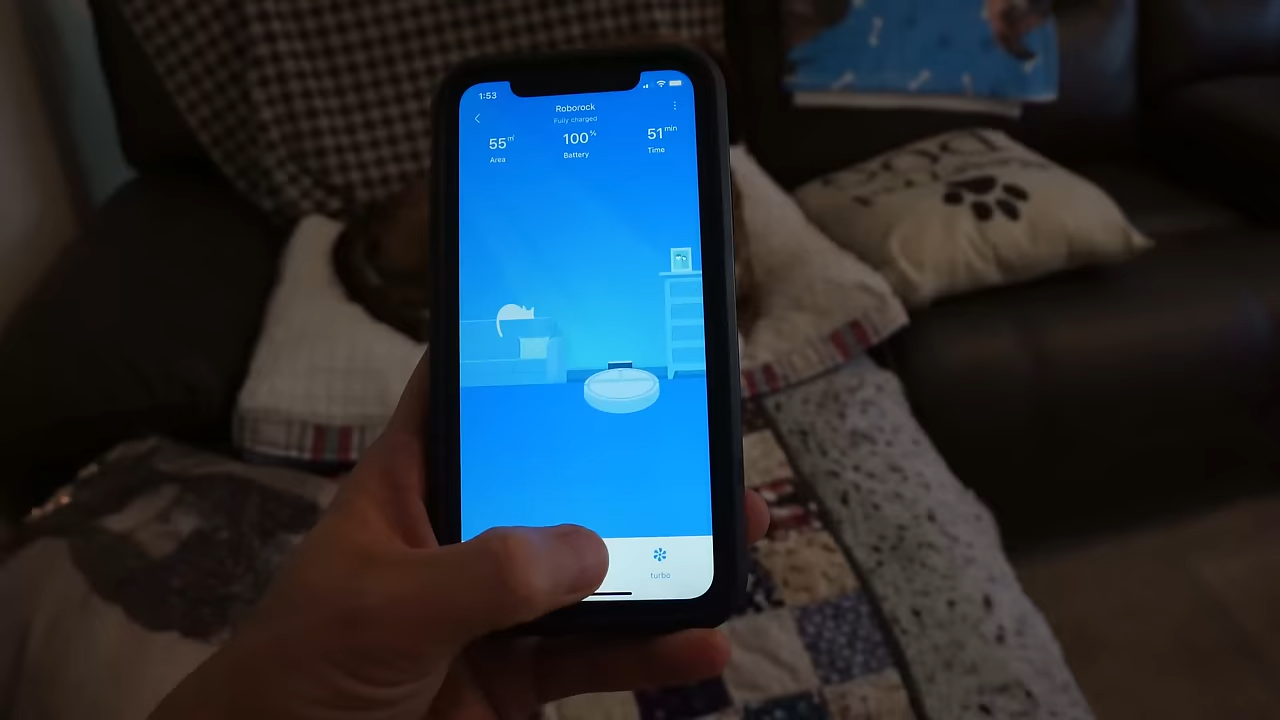 1:53
Roborock
Fully charged
55㎡
100%
51min
Area
Battery
Time
turbo